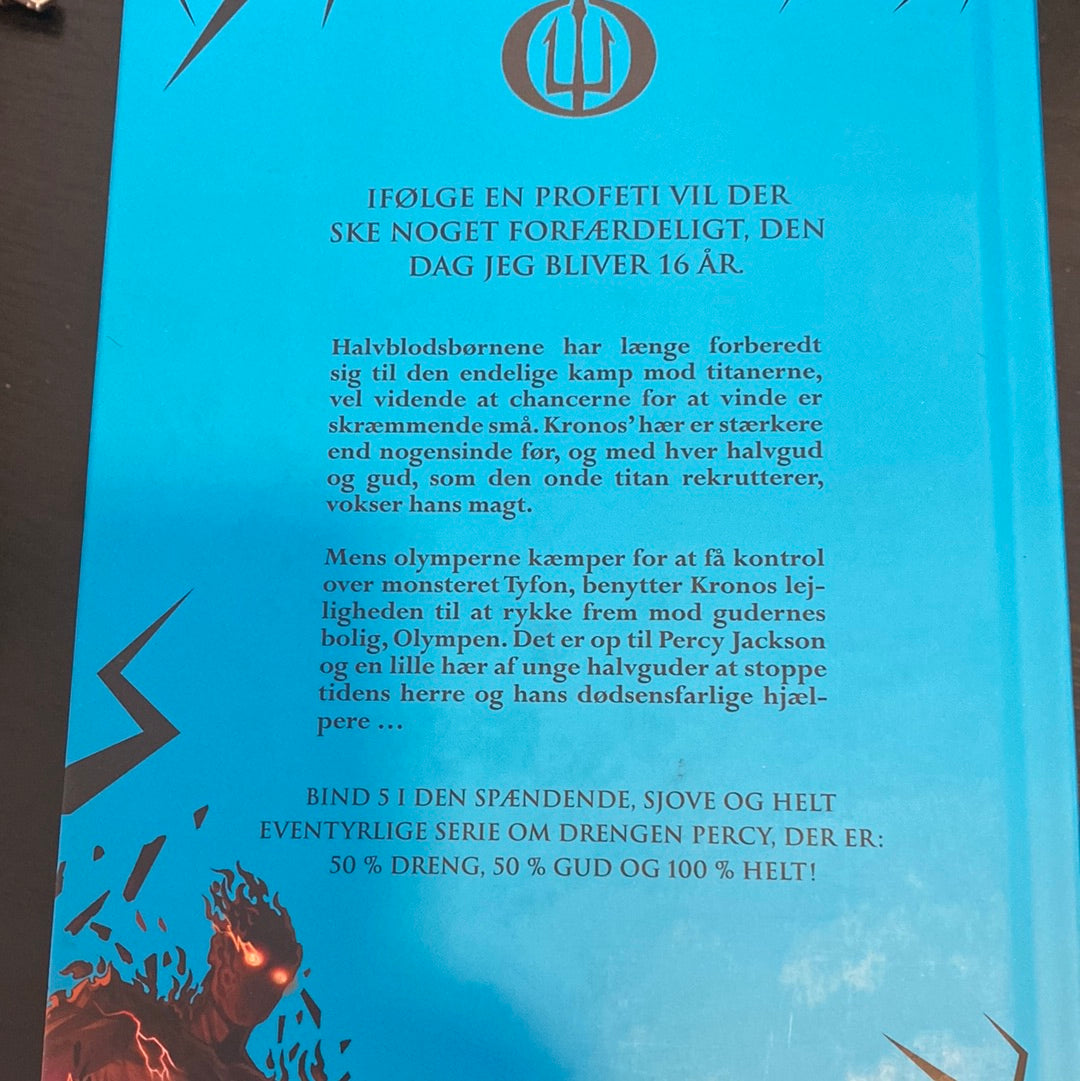 IFØLGE EN PROFETI VIL DER
SKE NOGET FORFÆRDELIGT, DEN
DAG JEG BLIVER 16 ÅR.
Halvblodsbørnene har længe forberedt
sig til den endelige kamp mod titanerne,
vel vidende at chancerne for at vinde er
skræmmende små. Kronos' hær er stærkere
end nogensinde før, og med hver halvgud
og gud, som den onde titan rekrutterer,
vokser hans magt.
Mens olymperne kæmper for at få kontrol
over monsteret Tyfon, benytter Kronos lej-
ligheden til at rykke frem mod gudernes
bolig, Olympen. Det er op til Percy Jackson
og en lille hær af unge halvguder at stoppe
tidens herre og hans dødsensfarlige hjæl-
pere ...
BIND 5 I DEN SPÆNDENDE, SJOVE OG HELT
EVENTYRLIGE SERIE OM DRENGEN PERCY, DER ER:
50 % DRENG, 50 % GUD OG 100 % HELT!